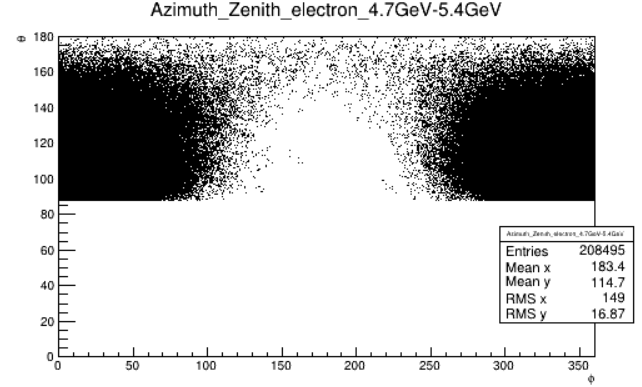 Azimuth_Zenith_electron_4.7GeV-5.4GeV
θ
180
160
140
120
100
80
60
40
20
0
0 50 100 150 200 250 300 350
ϕ
Azimuth_Zenith_electron_4.7GeV-5.4GeV
Entries 208495
Mean x 183.4
Mean y 114.7
RMS x 149
RMS y 16.87